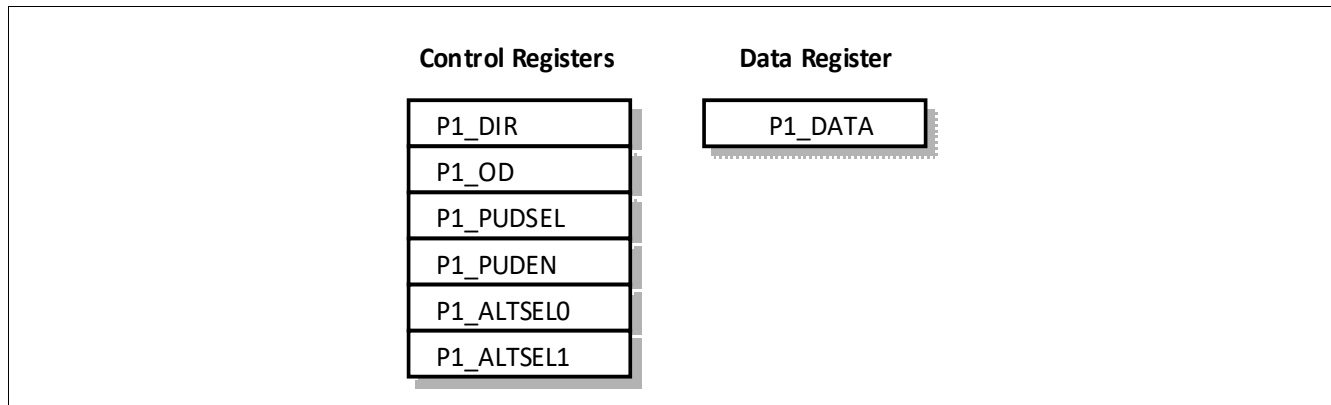 Control Registers
Data Register
P1_DIR
P1_DATA
P1_OD
P1_PUDSEL
P1_PUDEN
P1_ALTSEL0
P1_ALTSEL1